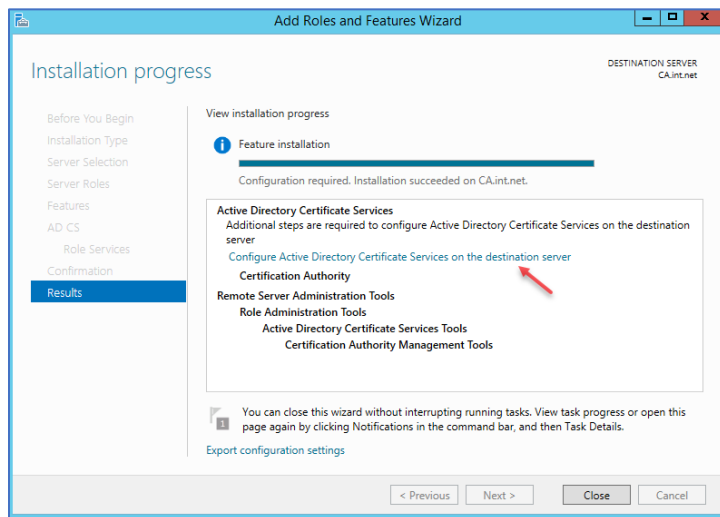 Add Roles and Features Wizard
Installation progress
DESTINATION SERVER
CA.int.net
Before You Begin
Installation Type
Server Selection
Server Roles
Features
AD CS
Role Services
Confirmation
Results
View installation progress
Feature installation
Configuration required. Installation succeeded on CA.int.net.
Active Directory Certificate Services
Additional steps are required to configure Active Directory Certificate Services on the destination
server
Configure Active Directory Certificate Services on the destination server
Certification Authority
Remote Server Administration Tools
Role Administration Tools
Active Directory Certificate Services Tools
Certification Authority Management Tools
1
You can close this wizard without interrupting running tasks. View task progress or open this
page again by clicking Notifications in the command bar, and then Task Details.
Export configuration settings
< Previous
Next >
Close
Cancel